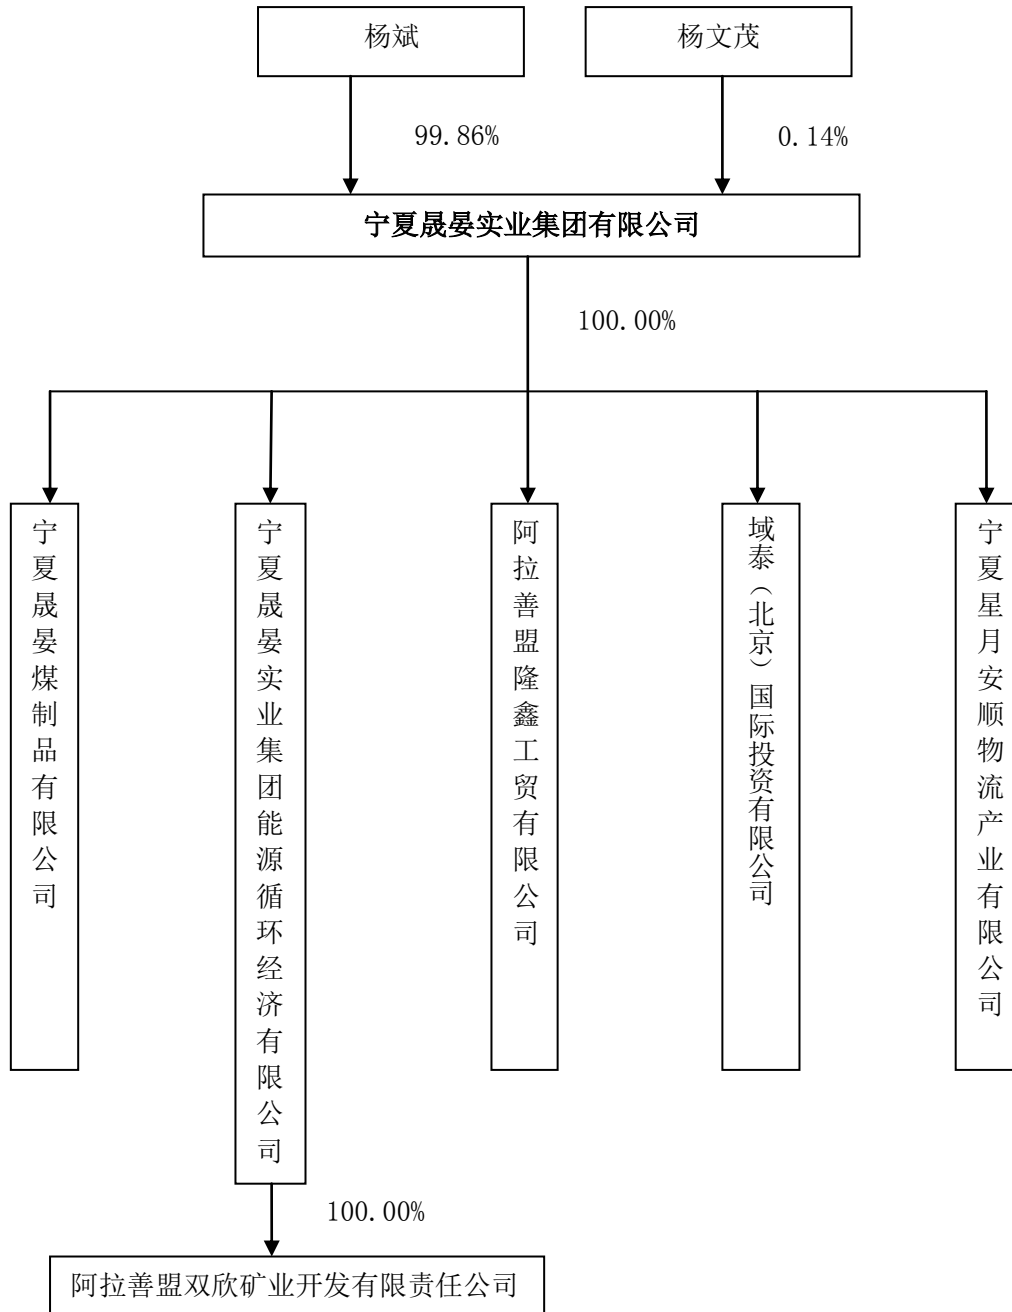 杨斌
杨文茂
99.86%
0.14%
宁夏晟晏实业集团有限公司
100.00%
宁夏晟晏煤制品有限公司
宁夏晟晏实业集团能源循环经济有限公司
阿拉善盟隆鑫工贸有限公司
域泰（北京）国际投资有限公司
宁夏星月安顺物流产业有限公司
100.00%
阿拉善盟双欣矿业开发有限责任公司